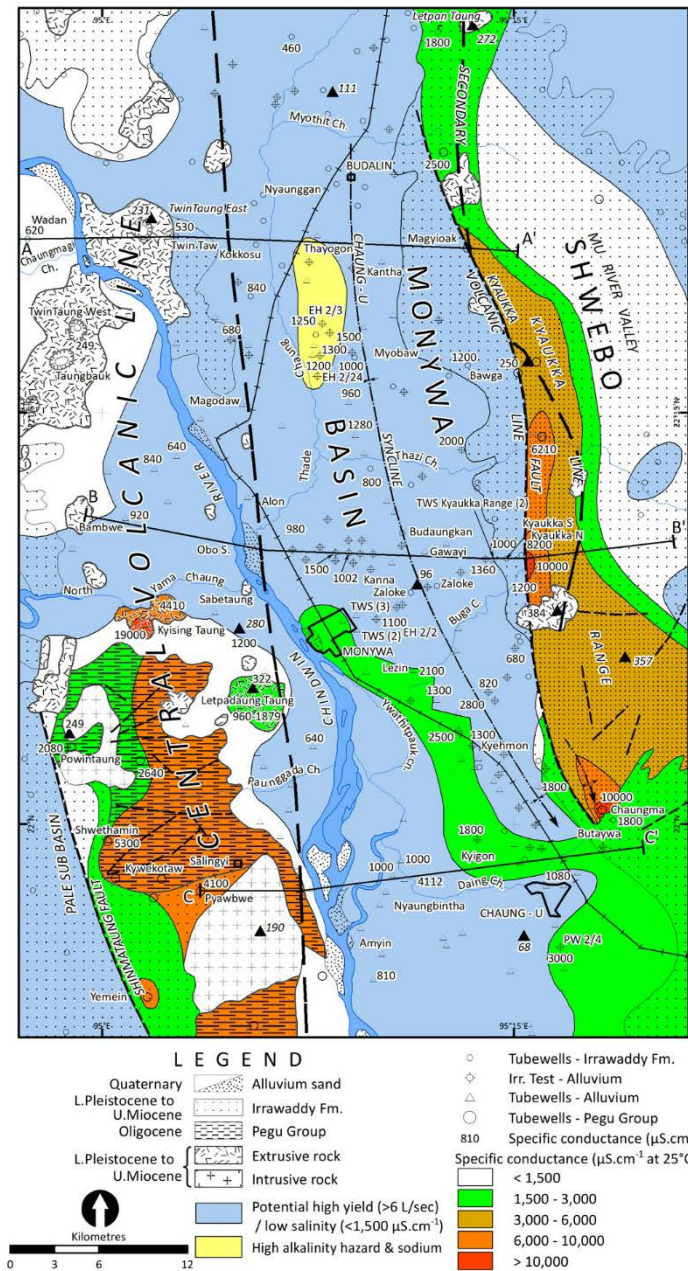 95°E
95°15'E
Letpan Taung
1800
272
460
111
Myothit Ch.
SECONDARY
2500
BUDALIN
Nyaunggan
231
TwinTaung East
Wadan
620
530
A
A'
Twin Taw
Chaungmag
Ch.
Kokkosu
Thayogon
Magyioak
CHAUNG - U
Kantha
MU RIVER VALLEY
SHWEBO
840
TwinTaung West
249
EH 2/3
1250
1500
1300
680
1200
1000
EH 2/24
960
Taungbauk
Myobaw
1200
250
Bawga
KYAUKKA
VOLCANIC
KYAUKKA
MONYWA
Chaung
22°15'N
Magodaw
LINE
BASIN
1280
2000
6210
640
840
Thade
Thazi Ch.
SYNCLINE
800
LINE
FAULT
LINE
RIVER
TWS Kyaukka Range (2)
B
920
Alon
Bambwe
980
Budaungkan
Gawayi
Kyaukka S
Kyaukka N
1000
8200
B'
Obo S.
1500
1002
Kanna
Zaloke
96
Zaloke
1360
10000
1200
North
Yama Chaung
VOLCANIC
4410
Sabetaung
TWS (3)
1100
EH 2/2
TWS (2)
Buga C.
384
19000
Kyising Taung
280
1200
MONYWA
680
RANGE
357
322
Letpadaung Taung
960-1879
CHINDWIN
Lezin
2100
1300
820
2800
249
2080
Powintaung
2640
640
Ywathitpauk Ch.
2500
1300
Kyehmon
CENTRAL
Paunggada Ch
1800
10000
Chaungma
1800
22°N
Shwethamin
5300
Butaywa
PALE SUB BASIN
SHINMATAUNG FAULT
Kywekotaw
Salingyi
1800
Kyigon
C'
1000
1000
1080
C
4100
Pyawbwe
4112
Daing Ch.
Nyaungbintha
CHAUNG - U
190
Amyin
68
PW 2/4
3000
810
Yemein
95°E
95°15'E
LEGEND
Quaternary
Alluvium sand
L.Pleistocene to
U.Miocene
Irrawaddy Fm.
Oligocene
Pegu Group
L.Pleistocene to
U.Miocene
Extrusive rock
Intrusive rock
Potential high yield (>6 L/sec)
/ low salinity (<1,500 µS.cm⁻¹)
High alkalinity hazard & sodium
Kilometres
0 3 6 12
Tubewells - Irrawaddy Fm.
Irr. Test - Alluvium
Tubewells - Alluvium
Tubewells - Pegu Group
810 Specific conductance (µS.cm
Specific conductance (µS.cm⁻¹ at 25°C
< 1,500
1,500 - 3,000
3,000 - 6,000
6,000 - 10,000
> 10,000